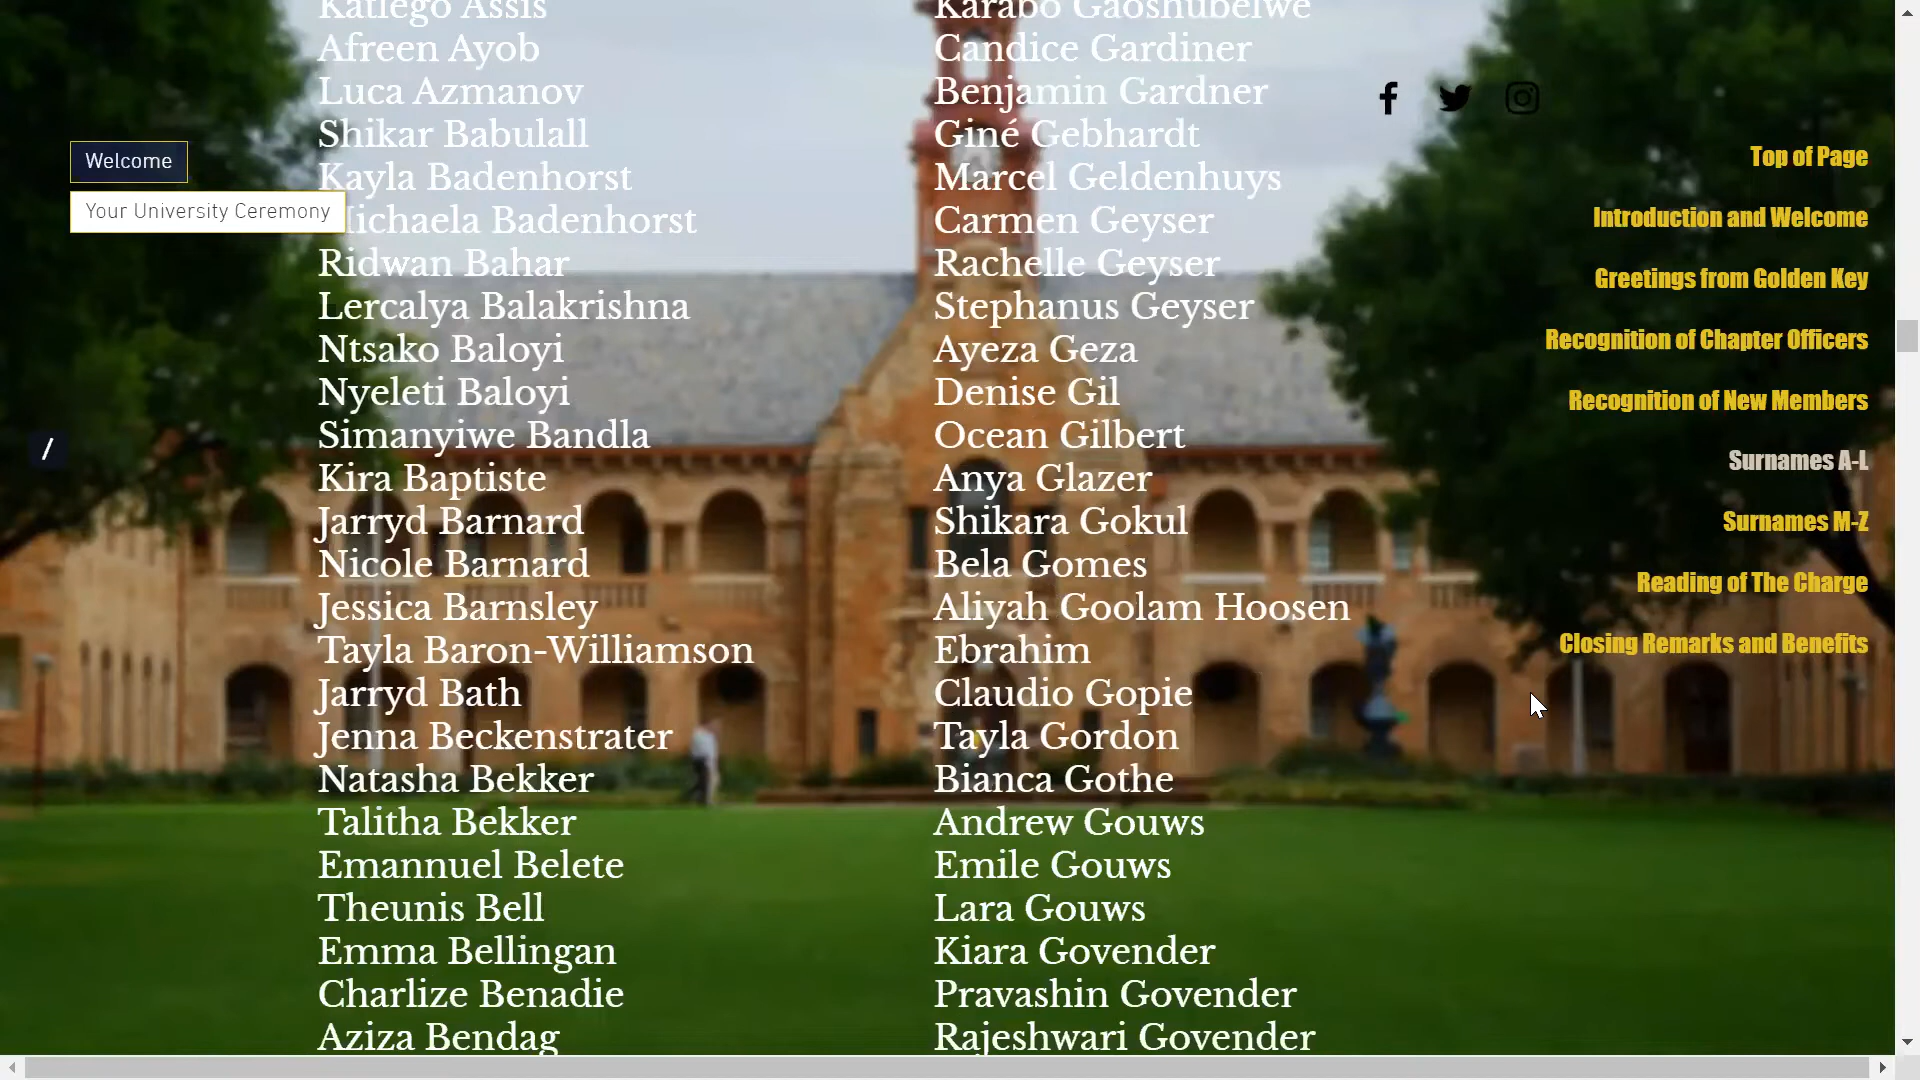 Katlego Assis
Afreen Ayob
Luca Azmanov
Shikar Babulall
Kayla Badenhorst
Michaela Badenhorst
Ridwan Bahar
Lercalya Balakrishna
Ntsako Baloyi
Nyeleti Baloyi
Simanyiwe Bandla
Kira Baptiste
Jarryd Barnard
Nicole Barnard
Jessica Barnsley
Tayla Baron-Williamson
Jarryd Bath
Jenna Beckenstrater
Natasha Bekker
Talitha Bekker
Emannuel Belete
Theunis Bell
Emma Bellingan
Charlize Benadie
Aziza Bendag
Karabo Gaoshubelwe
Candice Gardiner
Benjamin Gardner
Giné Gebhardt
Marcel Geldenhuys
Carmen Geyser
Rachelle Geyser
Stephanus Geyser
Ayeza Geza
Denise Gil
Ocean Gilbert
Anya Glazer
Shikara Gokul
Bela Gomes
Aliyah Goolam Hoosen
Ebrahim
Claudio Gopie
Tayla Gordon
Bianca Gothe
Andrew Gouws
Emile Gouws
Lara Gouws
Kiara Govender
Pravashin Govender
Rajeshwari Govender
Welcome
Your University Ceremony
/
Top of Page
Introduction and Welcome
Greetings from Golden Key
Recognition of Chapter Officers
Recognition of New Members
Surnames A-L
Surnames M-Z
Reading of The Charge
Closing Remarks and Benefits